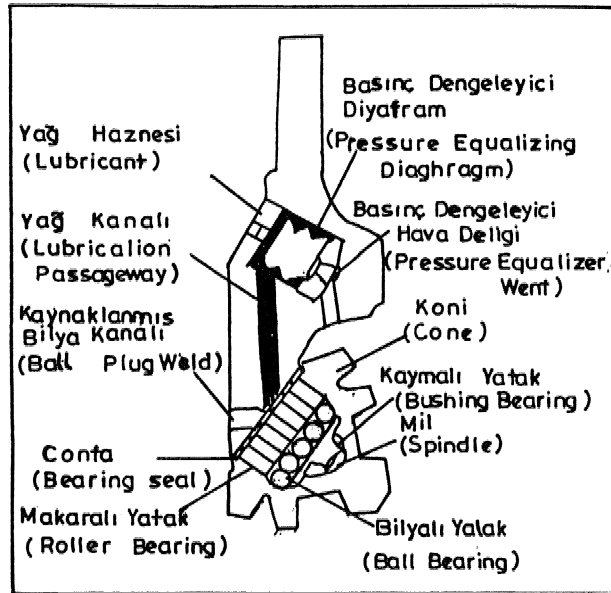 Basınç Dengeleyici
Diyafram
(Pressure Equalizing
Diaghragm)
Yağ Haznesi
(Lubricant)
Basınç Dengeleyici
Hava Deligi
(Pressure Equalizer
Went)
Yağ Kanalı
(Lubricalion
Passageway)
Koni
(Cone)
Kaynaklanmıs
Bilya Kanalı
(Ball Plug Weld)
Kaymalı Yatak
(Bushing Bearing)
Mil
(Spindle)
Conta
(Bearing seal)
Makaralı Yatak
(Roller Bearing)
Bilyalı Yalak
(Ball Bearing)